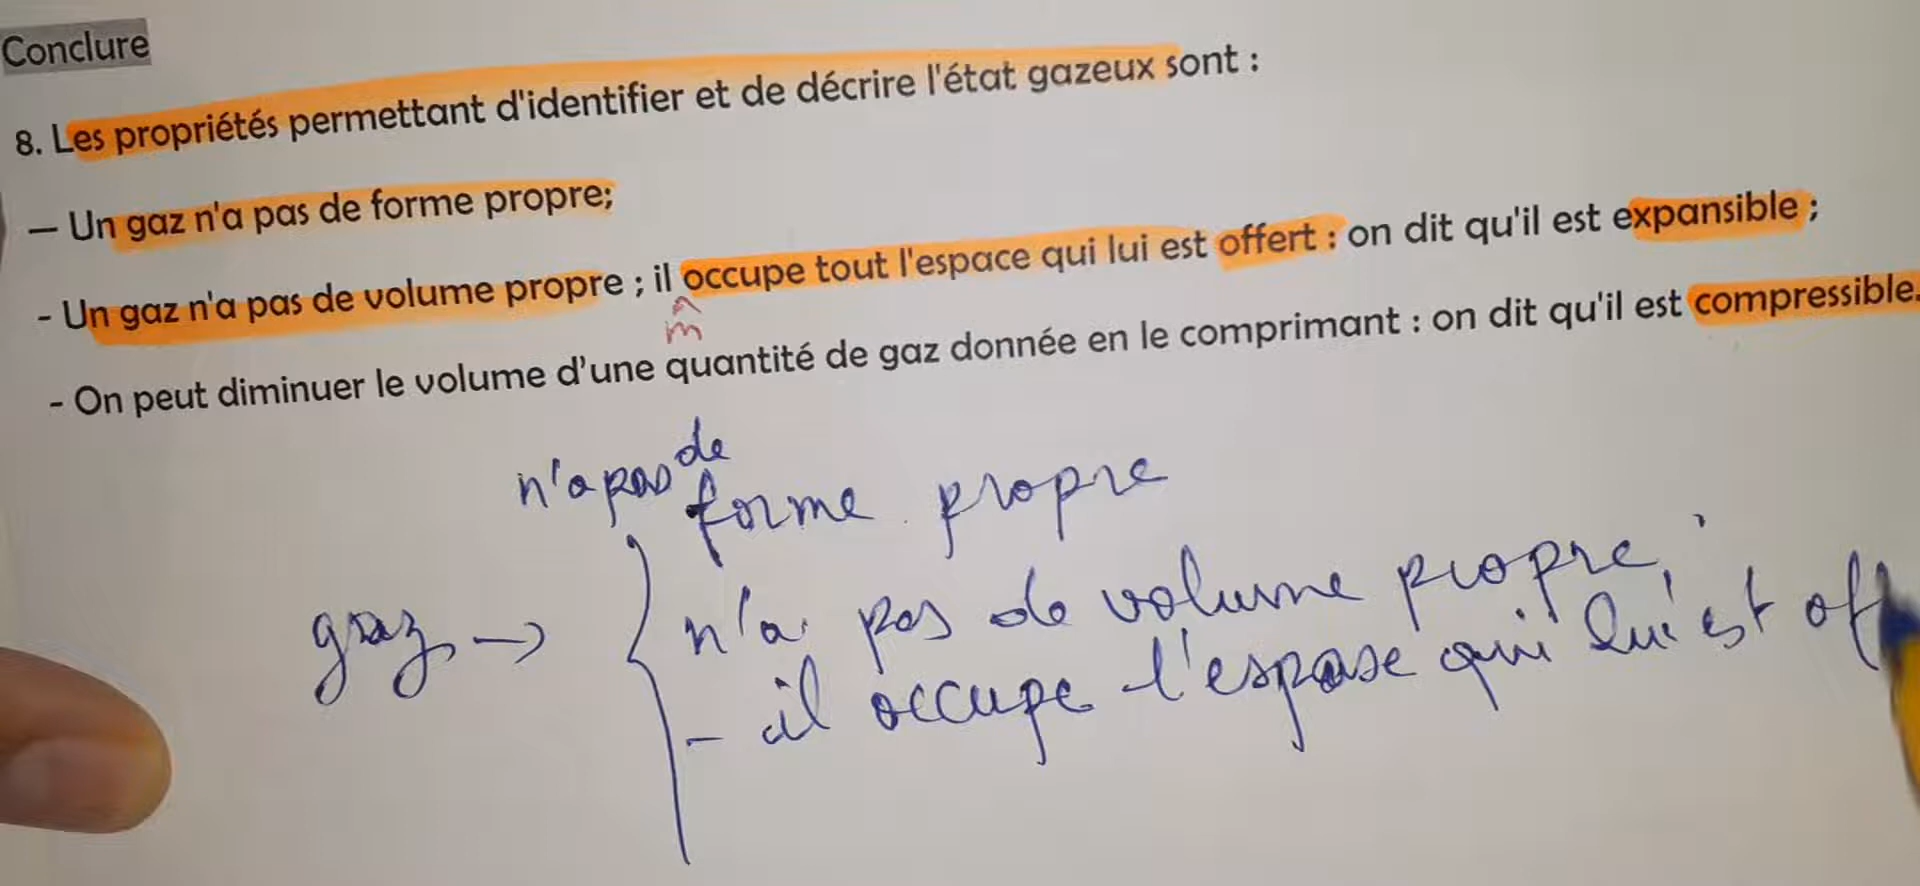 Conclure
8. Les propriétés permettant d'identifier et de décrire l'état gazeux sont :
— Un gaz n'a pas de forme propre;
- Un gaz n'a pas de volume propre ; il occupe tout l'espace qui lui est offert : on dit qu'il est expansible ;
m
- On peut diminuer le volume d'une quantité de gaz donnée en le comprimant : on dit qu'il est compressible.
n'a pas de forme propre
gaz →
n'a pas de volume propre,
- il occupe l'espase qui lui est off